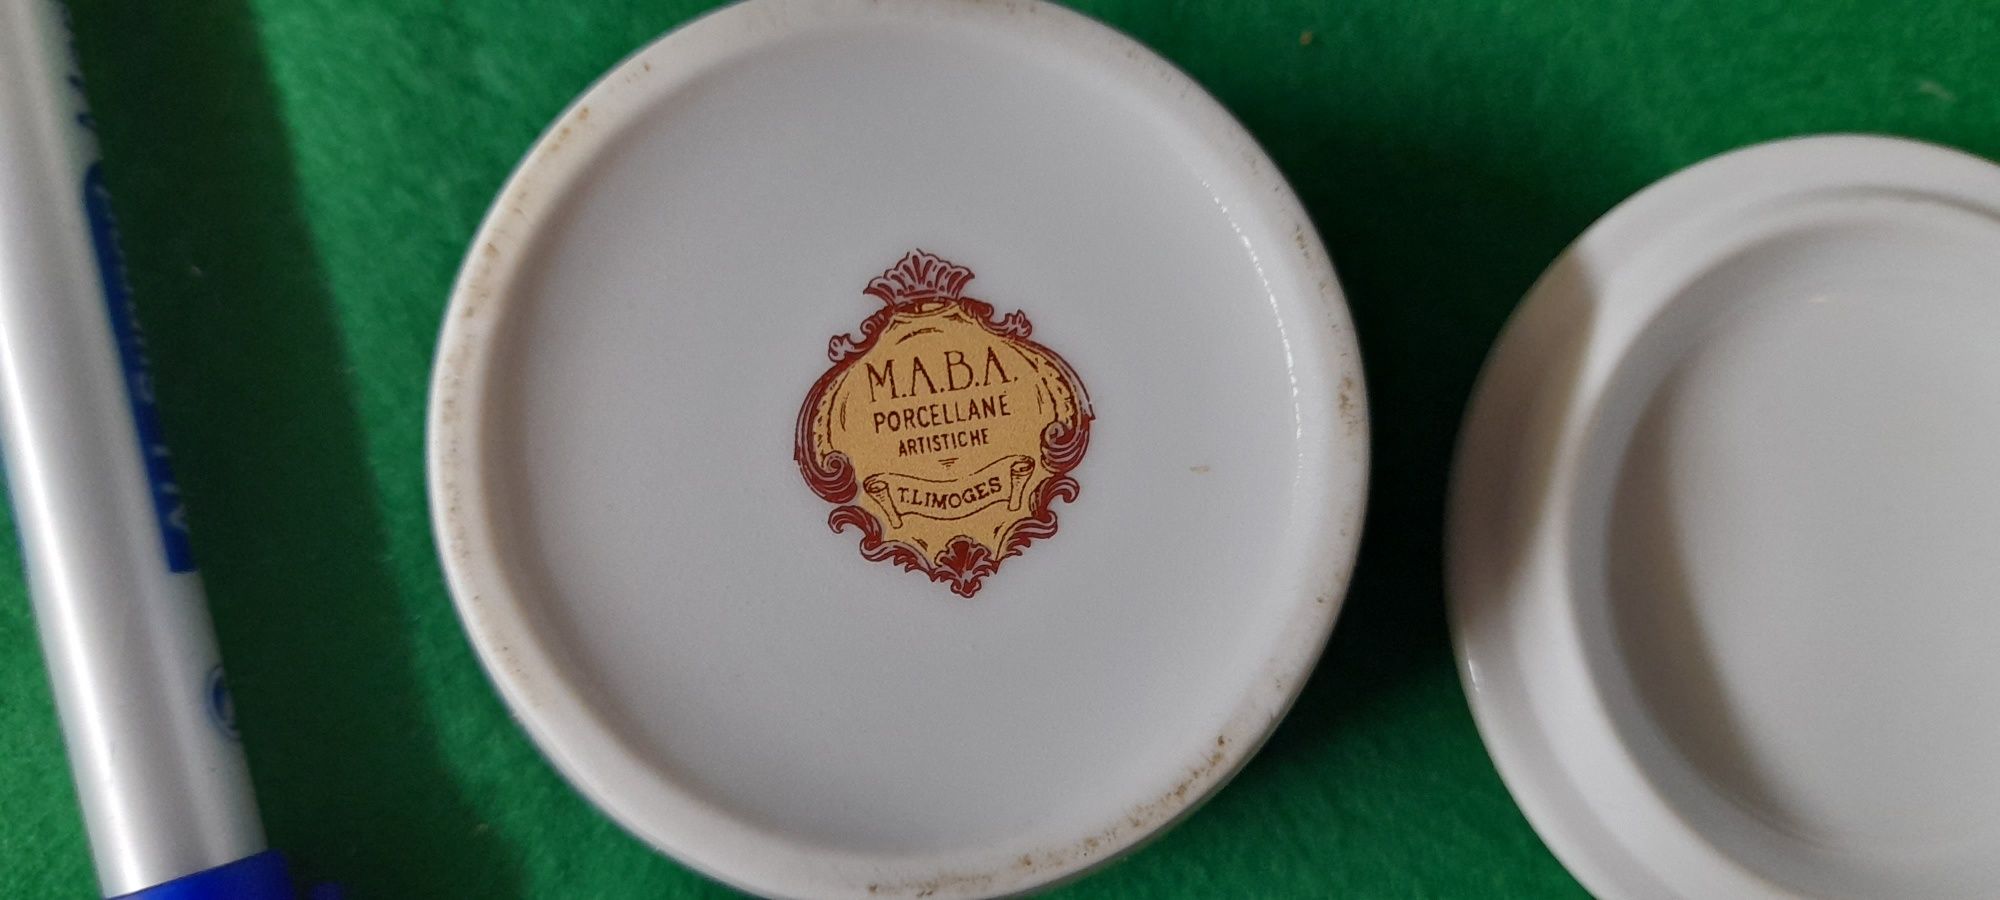 M.A.B.A.
PORCELLANE
ARTISTICHE
T.LIMOGES